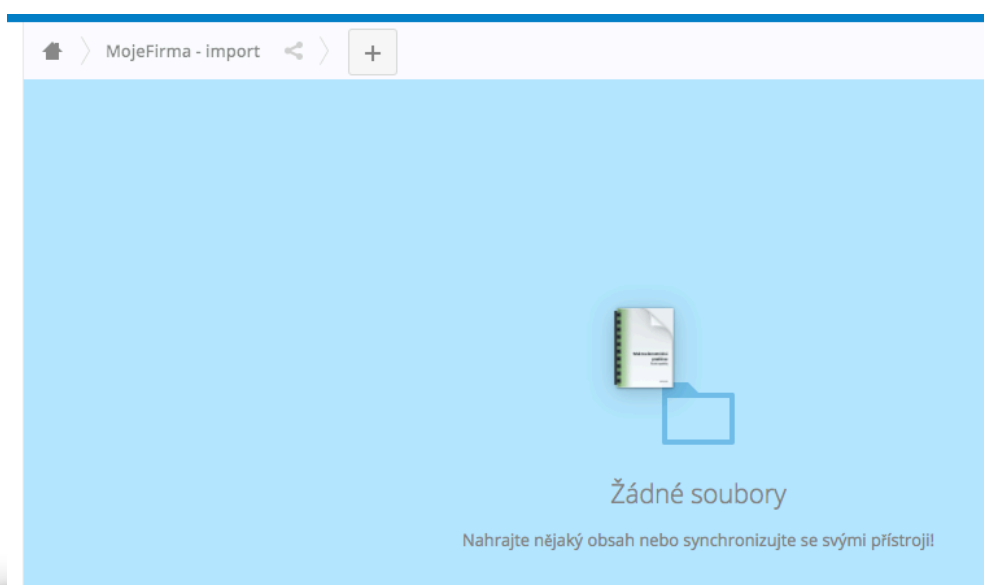 MojeFirma - import
+
Žádné soubory
Nahrajte nějaký obsah nebo synchronizujte se svými přístroji!